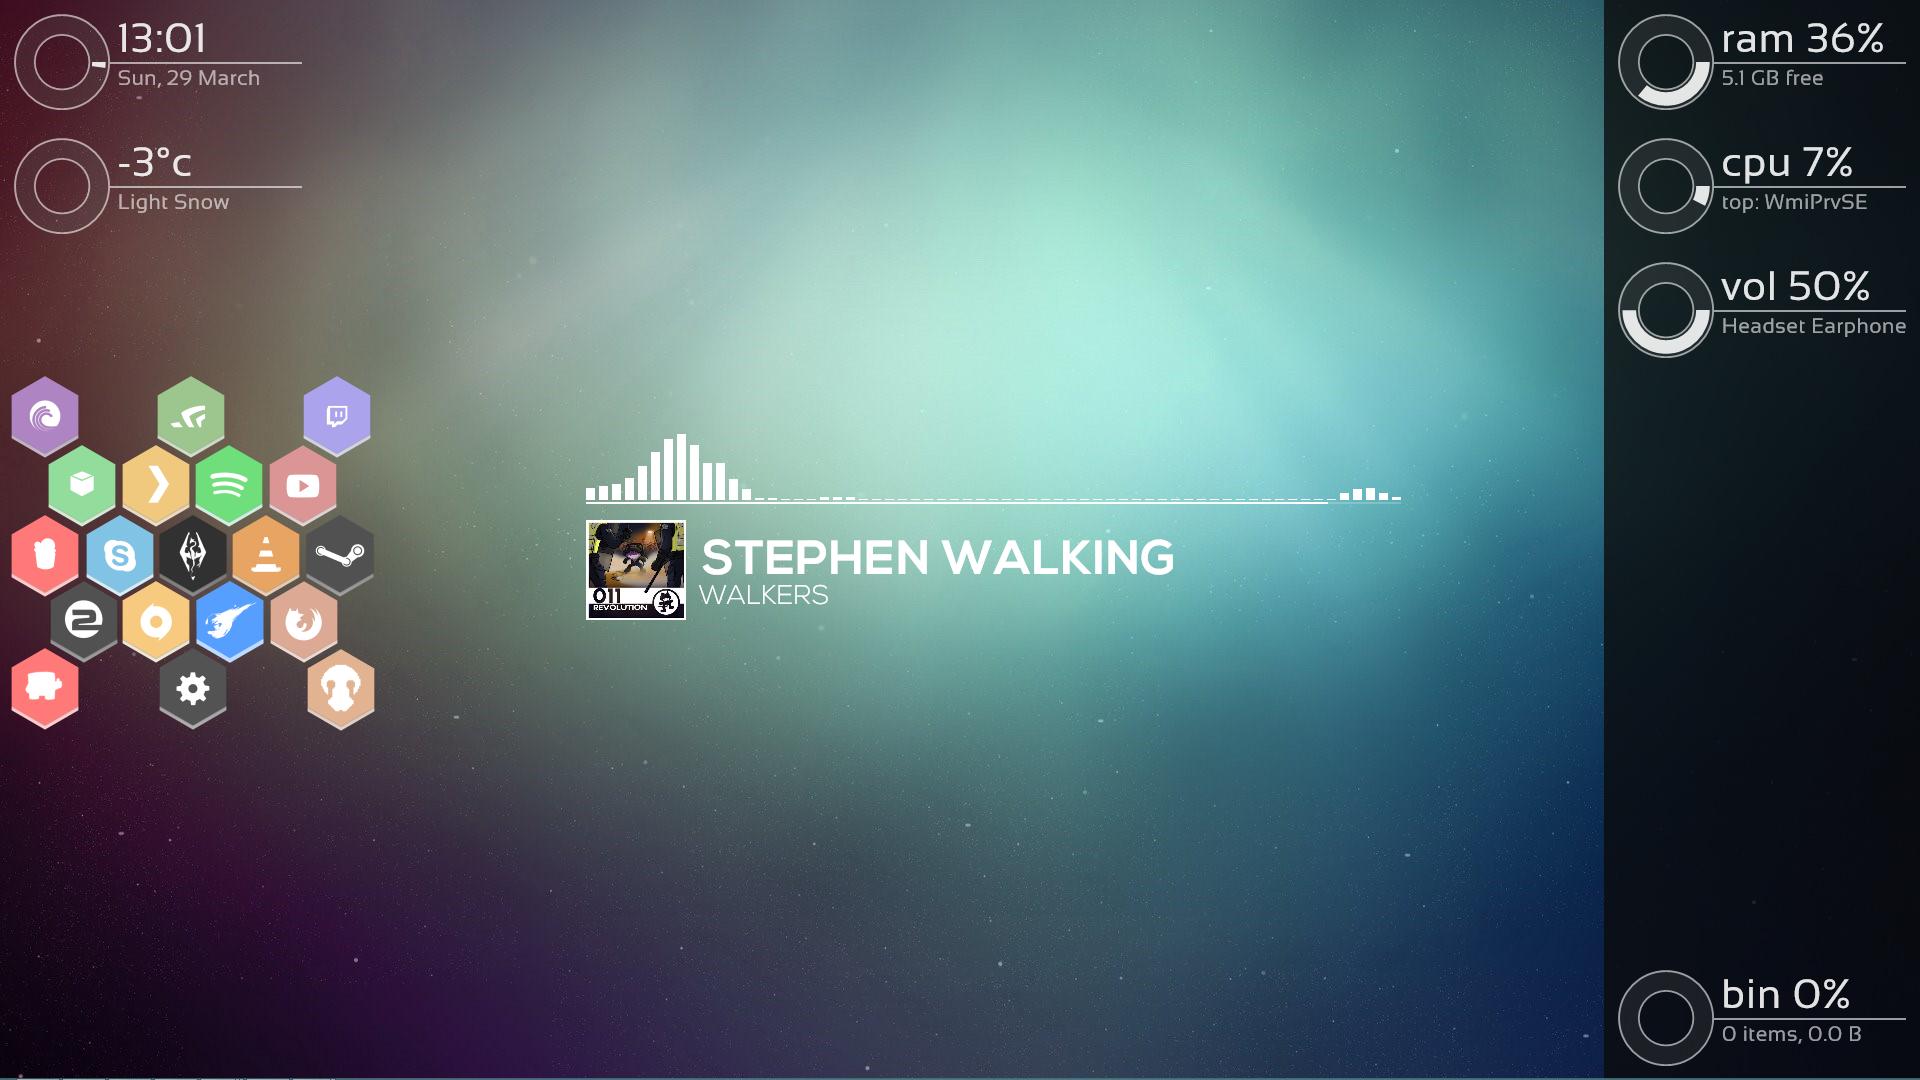 13:01
Sun, 29 March
-3°c
Light Snow
ram 36%
5.1 GB free
cpu 7%
top: WmiPrvSE
vol 50%
Headset Earphone
S
2
STEPHEN WALKING
WALKERS
011
REVOLUTION
bin 0%
0 items, 0.0 B